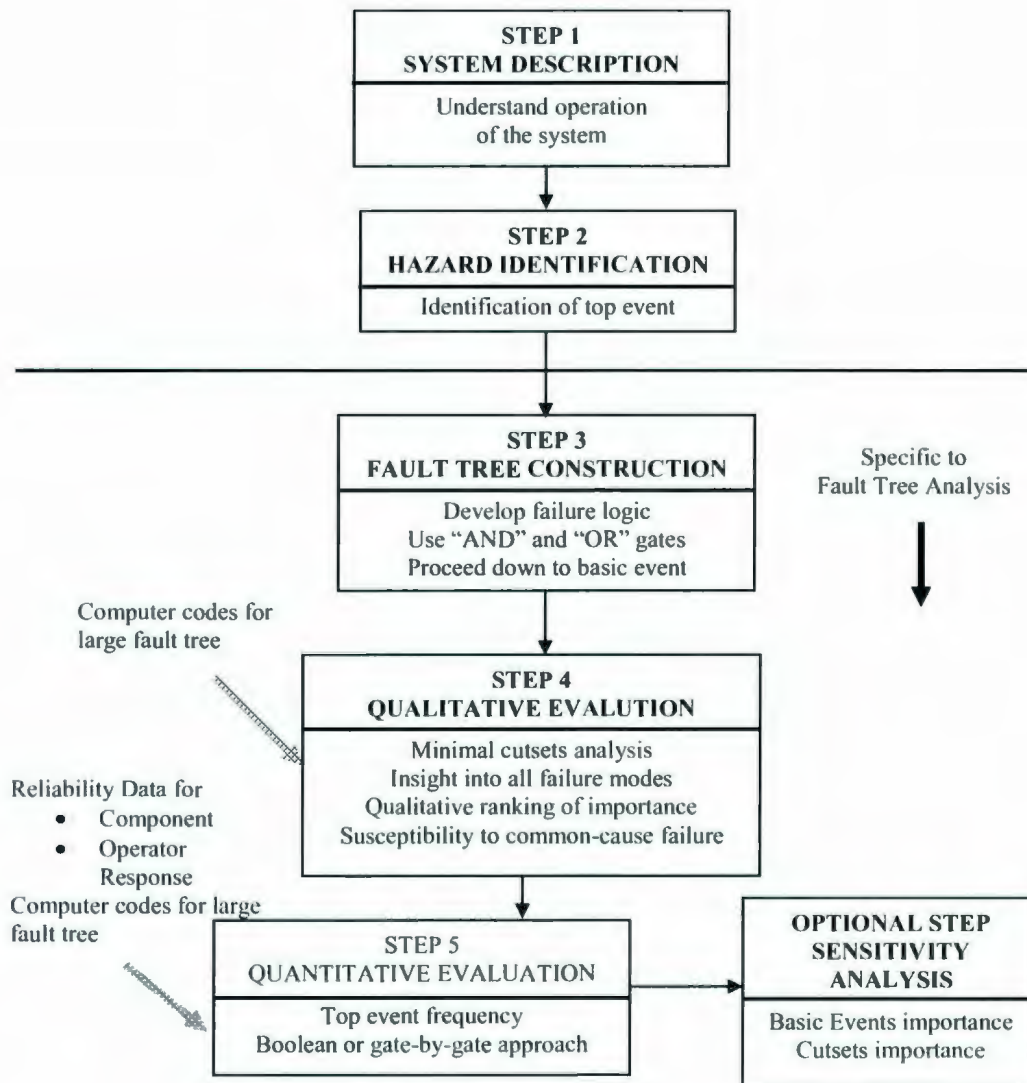 STEP 1
SYSTEM DESCRIPTION
Understand operation
of the system
STEP 2
HAZARD IDENTIFICATION
Identification of top event
STEP 3
FAULT TREE CONSTRUCTION
Develop failure logic
Use “AND” and “OR” gates
Proceed down to basic event
Specific to
Fault Tree Analysis
Computer codes for
large fault tree
STEP 4
QUALITATIVE EVALUTION
Minimal cutsets analysis
Insight into all failure modes
Qualitative ranking of importance
Susceptibility to common-cause failure
Reliability Data for
• Component
• Operator
Response
Computer codes for large
fault tree
STEP 5
QUANTITATIVE EVALUATION
Top event frequency
Boolean or gate-by-gate approach
OPTIONAL STEP
SENSITIVITY
ANALYSIS
Basic Events importance
Cutsets importance